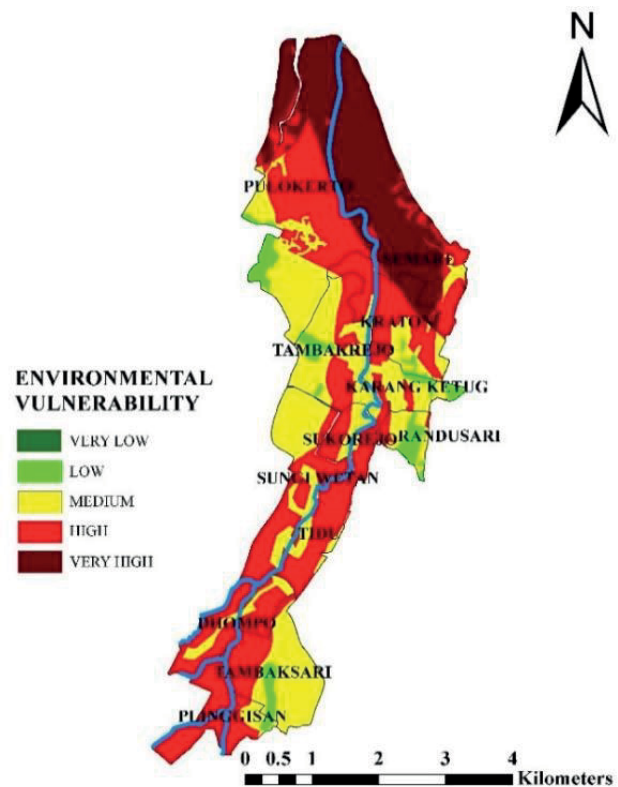 N
PULOKERTO
SEMARE
KRATON
TAMBAKREJO
ENVIRONMENTAL
VULNERABILITY
KARANG KETUG
VERY LOW
SUKOREJO
RANDUSARI
LOW
SUNGI WETAN
MEDIUM
HIGH
TIDU
VERY HIGH
DHOMPO
TAMBAKSARI
PLINGGISAN
0 0.5 1 2 3 4
Kilometers